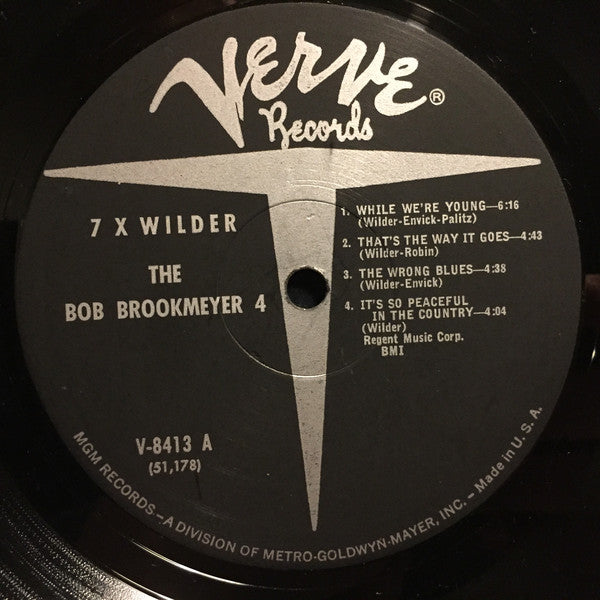 Verve®
Records
7 X WILDER
THE
BOB BROOKMEYER 4
1. WHILE WE'RE YOUNG—6:16
(Wilder-Envick-Palitz)
2. THAT'S THE WAY IT GOES—4:43
(Wilder-Robin)
3. THE WRONG BLUES—4:38
(Wilder-Envick)
4. IT'S SO PEACEFUL
IN THE COUNTRY—4:04
(Wilder)
Regent Music Corp.
BMI
V-8413 A
(51,178)
MGM RECORDS—A DIVISION OF METRO-GOLDWYN-MAYER, INC. – Made in U. S. A.